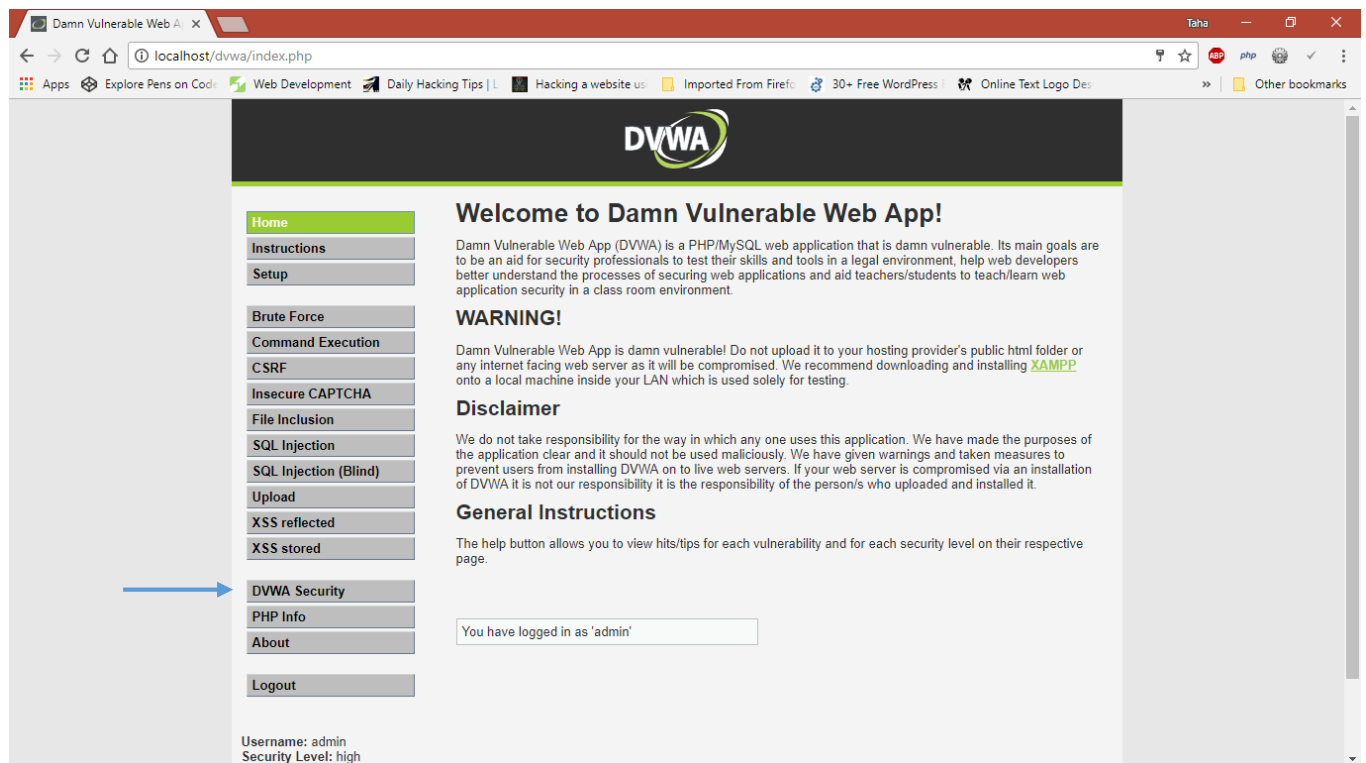 Damn Vulnerable Web A
Taha
localhost/dvwa/index.php
ABP
php
Apps
Explore Pens on Code
Web Development
Daily Hacking Tips | L
Hacking a website us
Imported From Firefo
30+ Free WordPress
Online Text Logo Des
»
Other bookmarks
DVWA
Home
Instructions
Setup
Brute Force
Command Execution
CSRF
Insecure CAPTCHA
File Inclusion
SQL Injection
SQL Injection (Blind)
Upload
XSS reflected
XSS stored
DVWA Security
PHP Info
About
Logout
Username: admin
Security Level: high
Welcome to Damn Vulnerable Web App!
Damn Vulnerable Web App (DVWA) is a PHP/MySQL web application that is damn vulnerable. Its main goals are
to be an aid for security professionals to test their skills and tools in a legal environment, help web developers
better understand the processes of securing web applications and aid teachers/students to teach/learn web
application security in a class room environment.
WARNING!
Damn Vulnerable Web App is damn vulnerable! Do not upload it to your hosting provider's public html folder or
any internet facing web server as it will be compromised. We recommend downloading and installing XAMPP
onto a local machine inside your LAN which is used solely for testing.
Disclaimer
We do not take responsibility for the way in which any one uses this application. We have made the purposes of
the application clear and it should not be used maliciously. We have given warnings and taken measures to
prevent users from installing DVWA on to live web servers. If your web server is compromised via an installation
of DVWA it is not our responsibility it is the responsibility of the person/s who uploaded and installed it.
General Instructions
The help button allows you to view hits/tips for each vulnerability and for each security level on their respective
page.
You have logged in as 'admin'